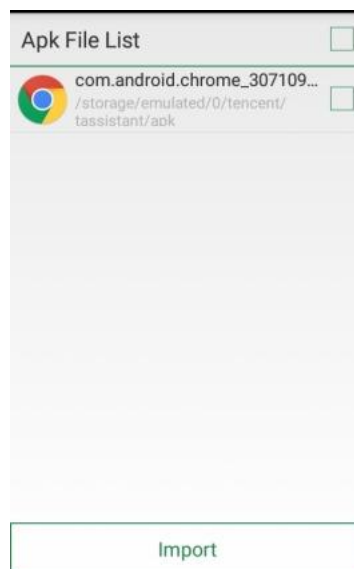 Apk File List
com.android.chrome_307109...
/storage/emulated/0/tencent/
tassistant/apk
Import